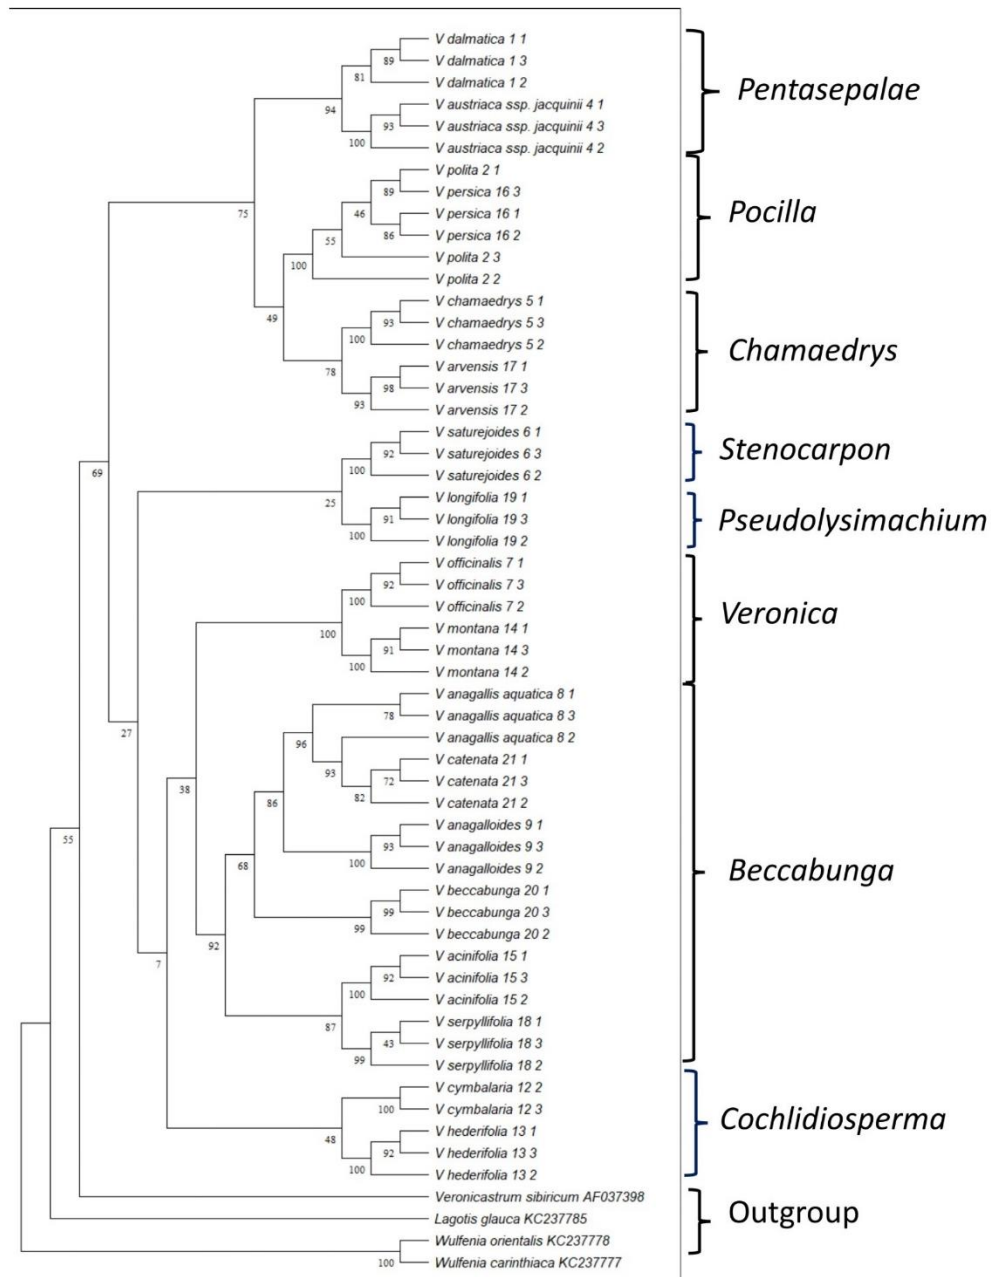 V dalmatica 1 1
89
V dalmatica 1 3
81
V dalmatica 1 2
94
V austriaca ssp. jacquinii 4 1
93
V austriaca ssp. jacquinii 4 3
100
V austriaca ssp. jacquinii 4 2
Pentasepalae
75
V polita 2 1
89
V persica 16 3
46
V persica 16 1
86
V persica 16 2
55
V polita 2 3
100
V polita 2 2
Pocilla
49
V chamaedrys 5 1
93
V chamaedrys 5 3
100
V chamaedrys 5 2
78
V arvensis 17 1
98
V arvensis 17 3
93
V arvensis 17 2
Chamaedrys
69
V saturejoides 6 1
92
V saturejoides 6 3
100
V saturejoides 6 2
Stenocarpon
25
V longifolia 19 1
91
V longifolia 19 3
100
V longifolia 19 2
Pseudolysimachium
27
V officinalis 7 1
92
V officinalis 7 3
100
V officinalis 7 2
100
V montana 14 1
91
V montana 14 3
100
V montana 14 2
Veronica
38
V anagallis aquatica 8 1
78
V anagallis aquatica 8 3
96
V anagallis aquatica 8 2
93
V catenata 21 1
72
V catenata 21 3
82
V catenata 21 2
86
V anagalloides 9 1
93
V anagalloides 9 3
100
V anagalloides 9 2
68
V beccabunga 20 1
99
V beccabunga 20 3
99
V beccabunga 20 2
92
V acinifolia 15 1
92
V acinifolia 15 3
100
V acinifolia 15 2
87
V serpyllifolia 18 1
43
V serpyllifolia 18 3
99
V serpyllifolia 18 2
Beccabunga
55
7
V cymbalaria 12 2
100
V cymbalaria 12 3
48
V hederifolia 13 1
92
V hederifolia 13 3
100
V hederifolia 13 2
Cochlidiosperma
Veronicastrum sibiricum AF037398
Lagotis glauca KC237785
Wulfenia orientalis KC237778
100
Wulfenia carinthiaca KC237777
Outgroup